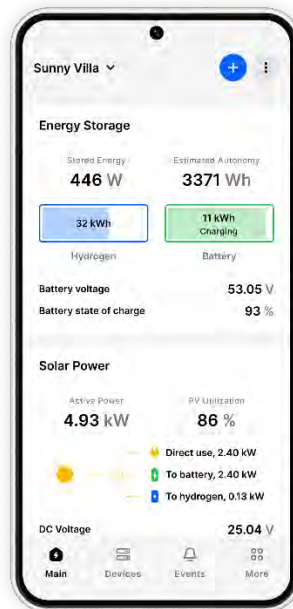 Sunny Villa
Energy Storage
Stored Energy Estimated Autonomy
446 W 3371 Wh
32 kWh 11 kWh
Charging
Hydrogen Battery
Battery voltage 53.05 V
Battery state of charge 93 %
Solar Power
Active Power PV Utilization
4.93 kW 86 %
Direct use, 2.40 kW
To battery, 2.40 kW
To hydrogen, 0.13 kW
DC Voltage 25.04 V
Main Devices Events More